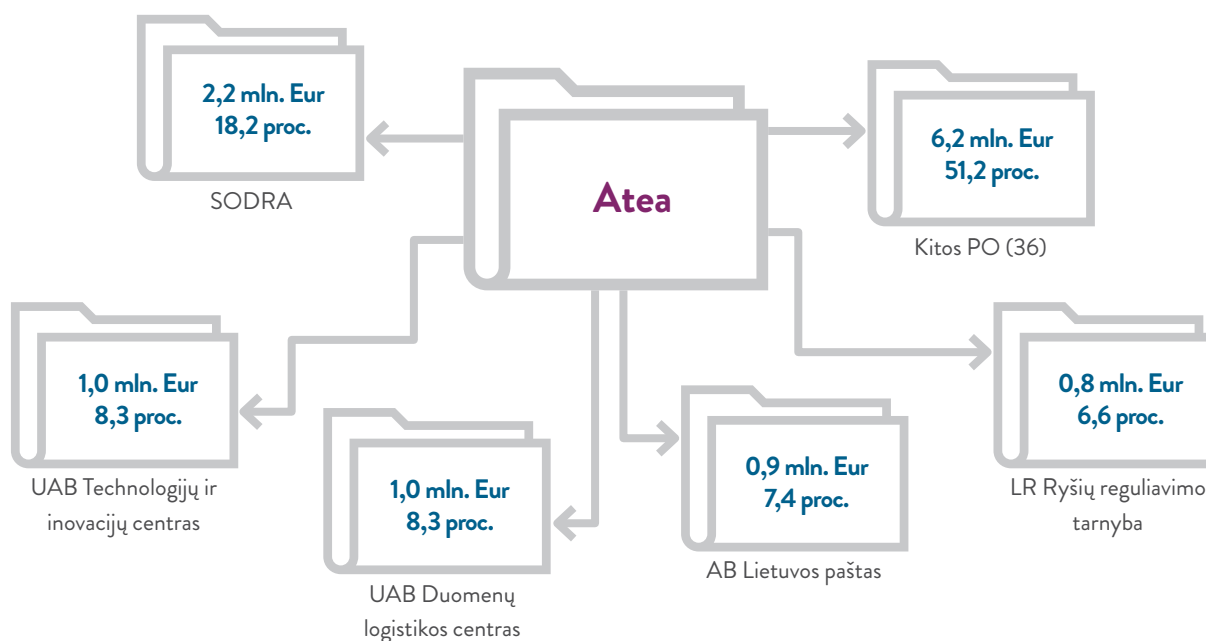 2,2 mln. Eur
18,2 proc.
SODRA
Atea
6,2 mln. Eur
51,2 proc.
Kitos PO (36)
1,0 mln. Eur
8,3 proc.
UAB Technologijų ir
inovacijų centras
1,0 mln. Eur
8,3 proc.
UAB Duomenų
logistikos centras
0,9 mln. Eur
7,4 proc.
AB Lietuvos paštas
0,8 mln. Eur
6,6 proc.
LR Ryšių reguliavimo
tarnyba